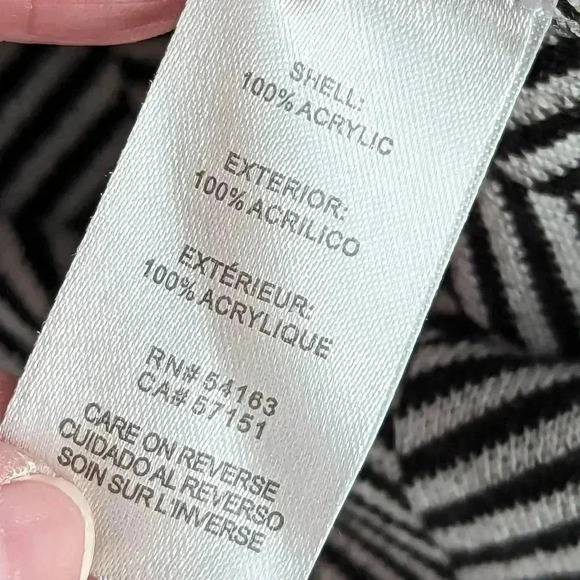 SHELL:
100% ACRYLIC
EXTERIOR:
100% ACRILICO
EXTÉRIEUR:
100% ACRYLIQUE
RN# 54163
CA# 57151
CARE ON REVERSE
CUIDADO AL REVERSO
SOIN SUR L'INVERSE